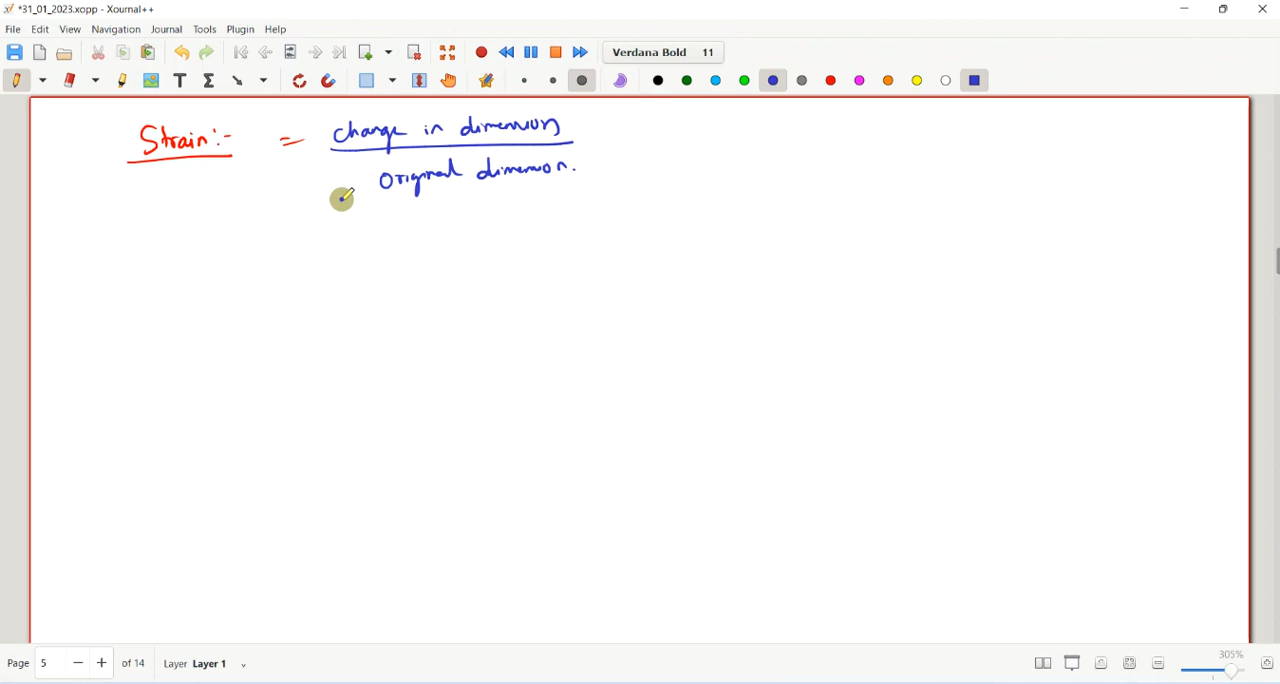 *31_01_2023.xopp - Xournal++
File Edit View Navigation Journal Tools Plugin Help
Verdana Bold 11
Strain:- = change in dimension
original dimension.
Page 5 of 14 Layer Layer 1
305%